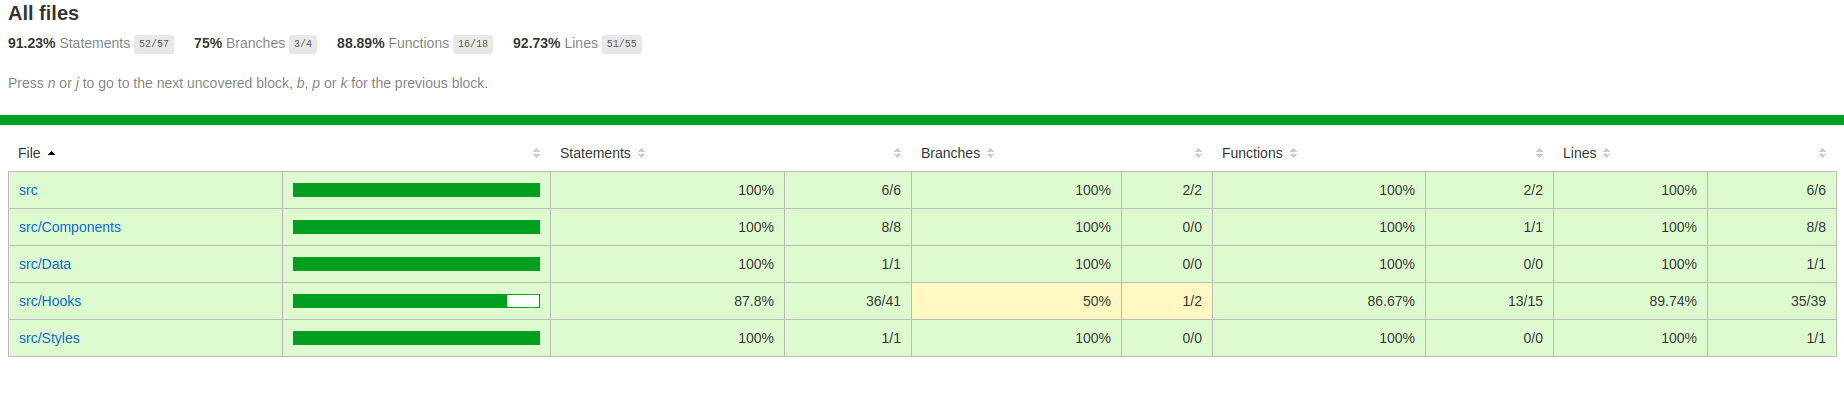 All files
91.23% Statements 52/57 75% Branches 3/4 88.89% Functions 16/18 92.73% Lines 51/55
Press n or j to go to the next uncovered block, b, p or k for the previous block.
File Statements Branches Functions Lines
src 100% 6/6 100% 2/2 100% 2/2 100% 6/6
src/Components 100% 8/8 100% 0/0 100% 1/1 100% 8/8
src/Data 100% 1/1 100% 0/0 100% 0/0 100% 1/1
src/Hooks 87.8% 36/41 50% 1/2 86.67% 13/15 89.74% 35/39
src/Styles 100% 1/1 100% 0/0 100% 0/0 100% 1/1